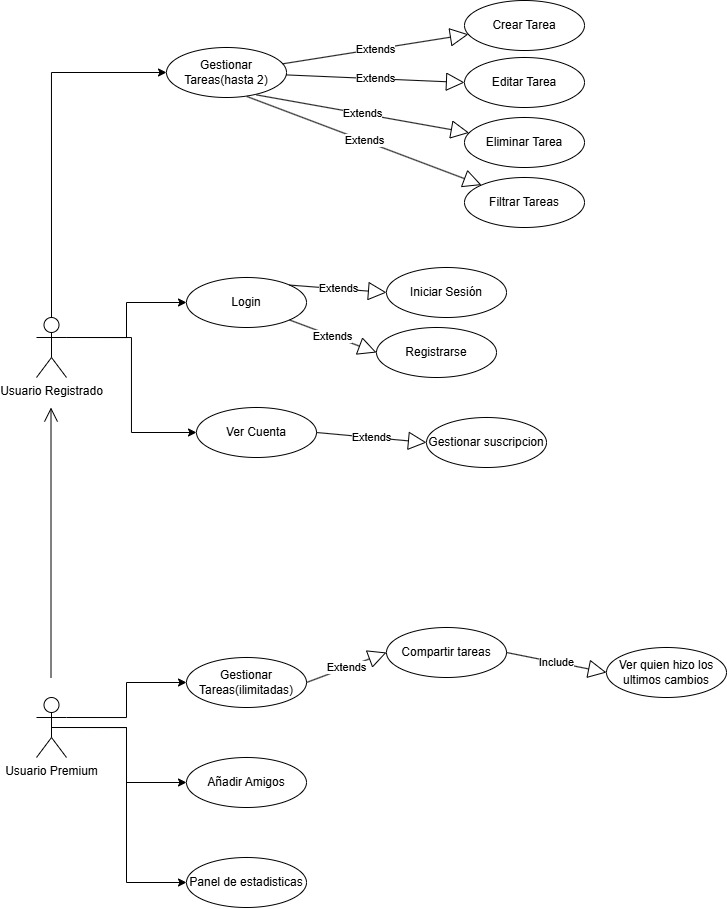 Crear Tarea
Gestionar
Tareas(hasta 2)
Extends
Extends
Editar Tarea
Extends
Eliminar Tarea
Extends
Filtrar Tareas
Login
Extends
Iniciar Sesión
Extends
Registrarse
Usuario Registrado
Ver Cuenta
Extends
Gestionar suscripcion
Gestionar
Tareas(ilimitadas)
Extends
Compartir tareas
Include
Ver quien hizo los
ultimos cambios
Usuario Premium
Añadir Amigos
Panel de estadisticas